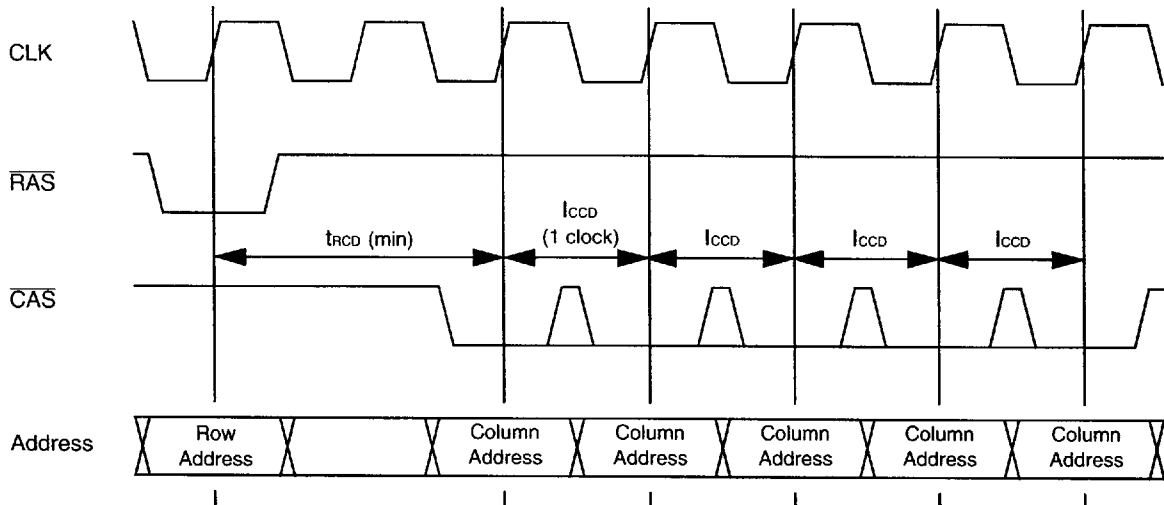 CLK
RAS
tRCD (min)
lCCD
(1 clock)
lCCD
lCCD
lCCD
CAS
Address
Row
Address
Column
Address
Column
Address
Column
Address
Column
Address
Column
Address